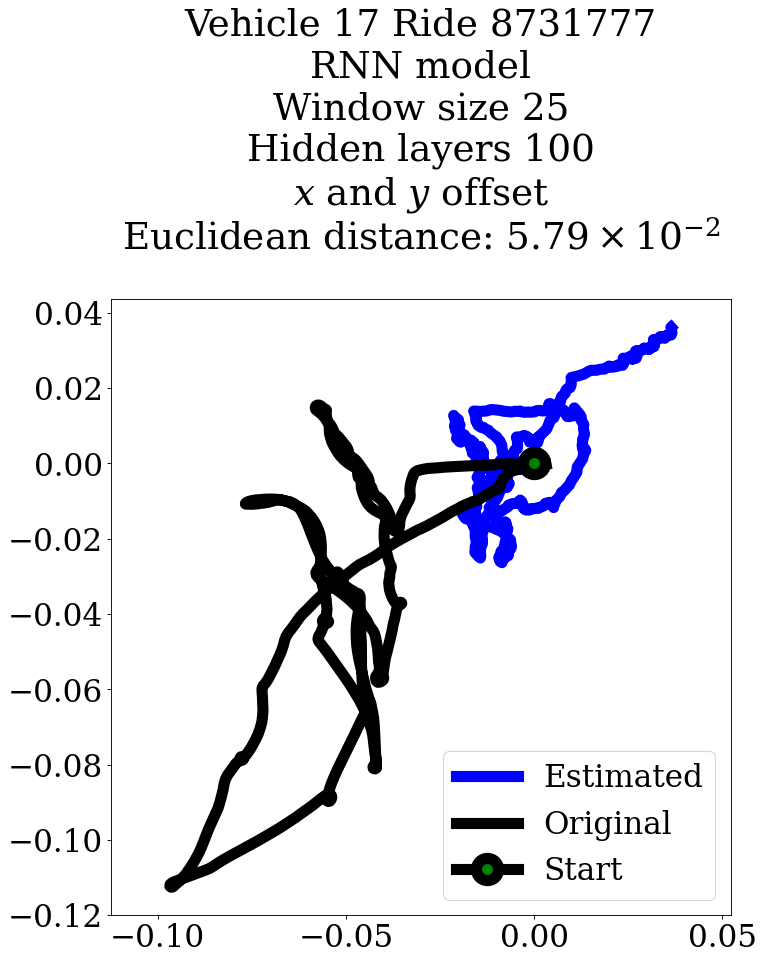 Vehicle 17 Ride 8731777
RNN model
Window size 25
Hidden layers 100
x and y offset
Euclidean distance: 5.79 × 10⁻²
0.04
0.02
0.00
−0.02
−0.04
−0.06
−0.08
−0.10
−0.12
−0.10 −0.05 0.00 0.05
Estimated
Original
Start